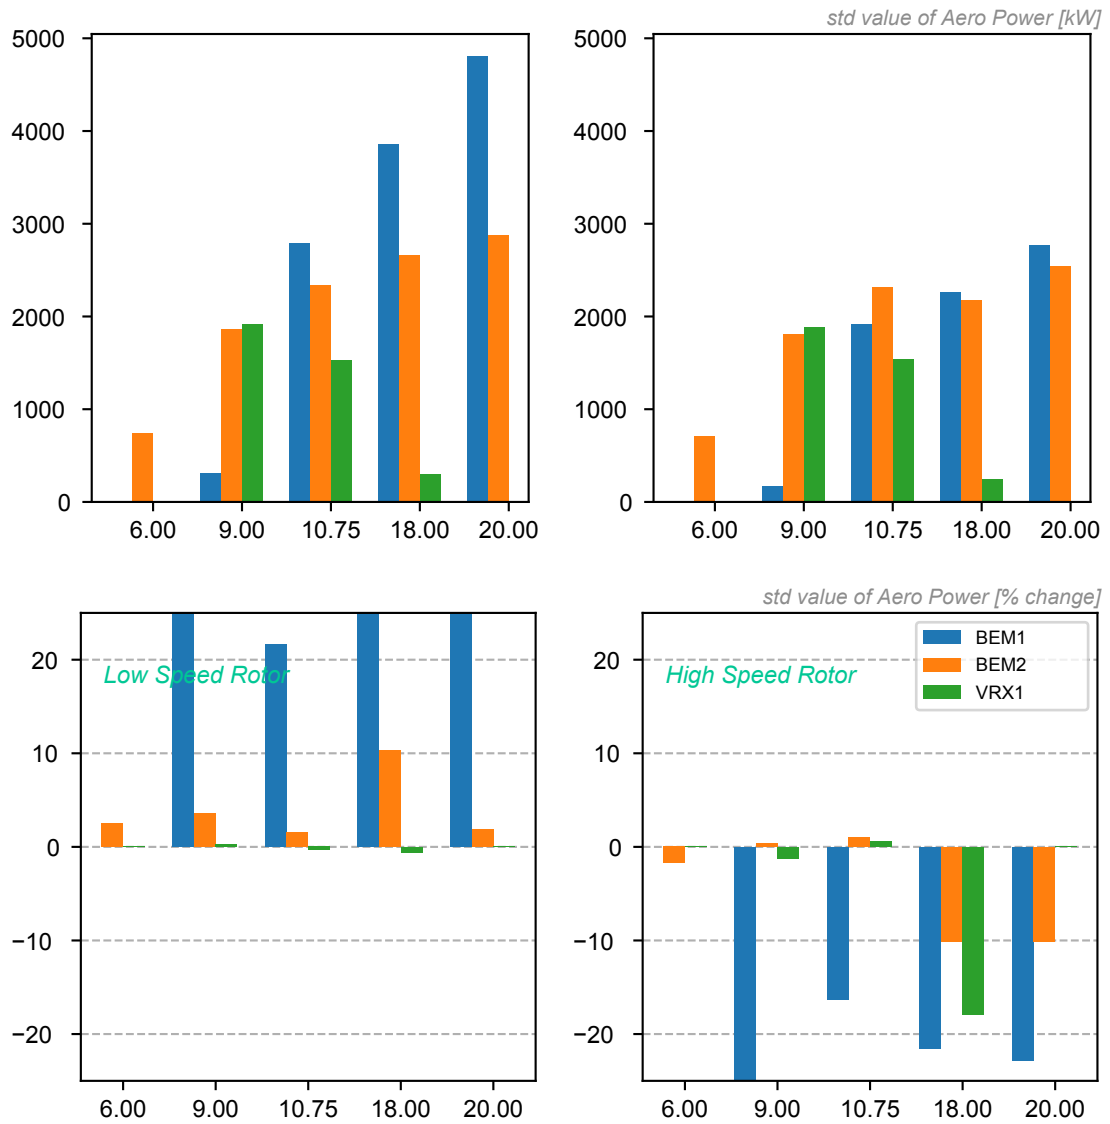 std value of Aero Power [kW]
5000
4000
3000
2000
1000
0
6.00 9.00 10.75 18.00 20.00
5000
4000
3000
2000
1000
0
6.00 9.00 10.75 18.00 20.00
std value of Aero Power [% change]
Low Speed Rotor
20
10
0
−10
−20
6.00 9.00 10.75 18.00 20.00
High Speed Rotor
BEM1
BEM2
VRX1
20
10
0
−10
−20
6.00 9.00 10.75 18.00 20.00